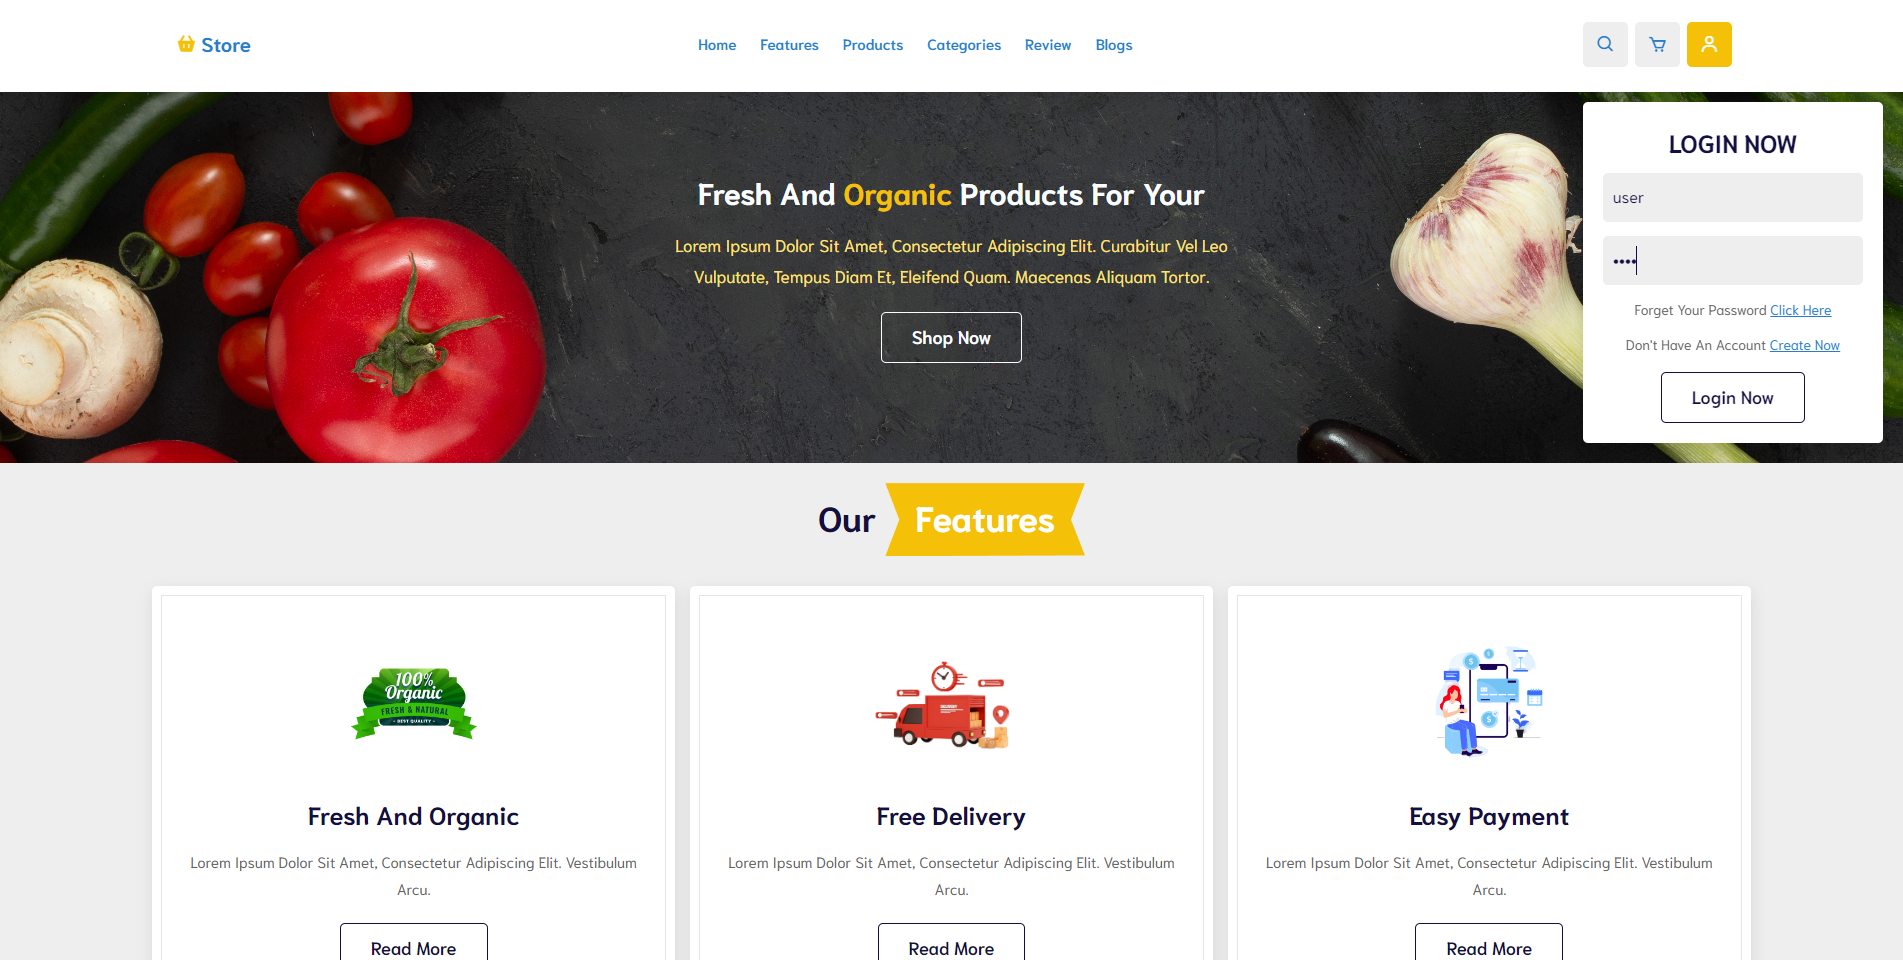 Store
Home Features Products Categories Review Blogs
LOGIN NOW
user
••••
Forget Your Password Click Here
Don't Have An Account Create Now
Login Now
Fresh And Organic Products For Your
Lorem Ipsum Dolor Sit Amet, Consectetur Adipiscing Elit. Curabitur Vel Leo
Vulputate, Tempus Diam Et, Eleifend Quam. Maecenas Aliquam Tortor.
Shop Now
Our Features
100%
Organic
FRESH & NATURAL
• BEST QUALITY •
Fresh And Organic
Lorem Ipsum Dolor Sit Amet, Consectetur Adipiscing Elit. Vestibulum
Arcu.
Read More
DELIVERY
Free Delivery
Lorem Ipsum Dolor Sit Amet, Consectetur Adipiscing Elit. Vestibulum
Arcu.
Read More
$
$
Easy Payment
Lorem Ipsum Dolor Sit Amet, Consectetur Adipiscing Elit. Vestibulum
Arcu.
Read More